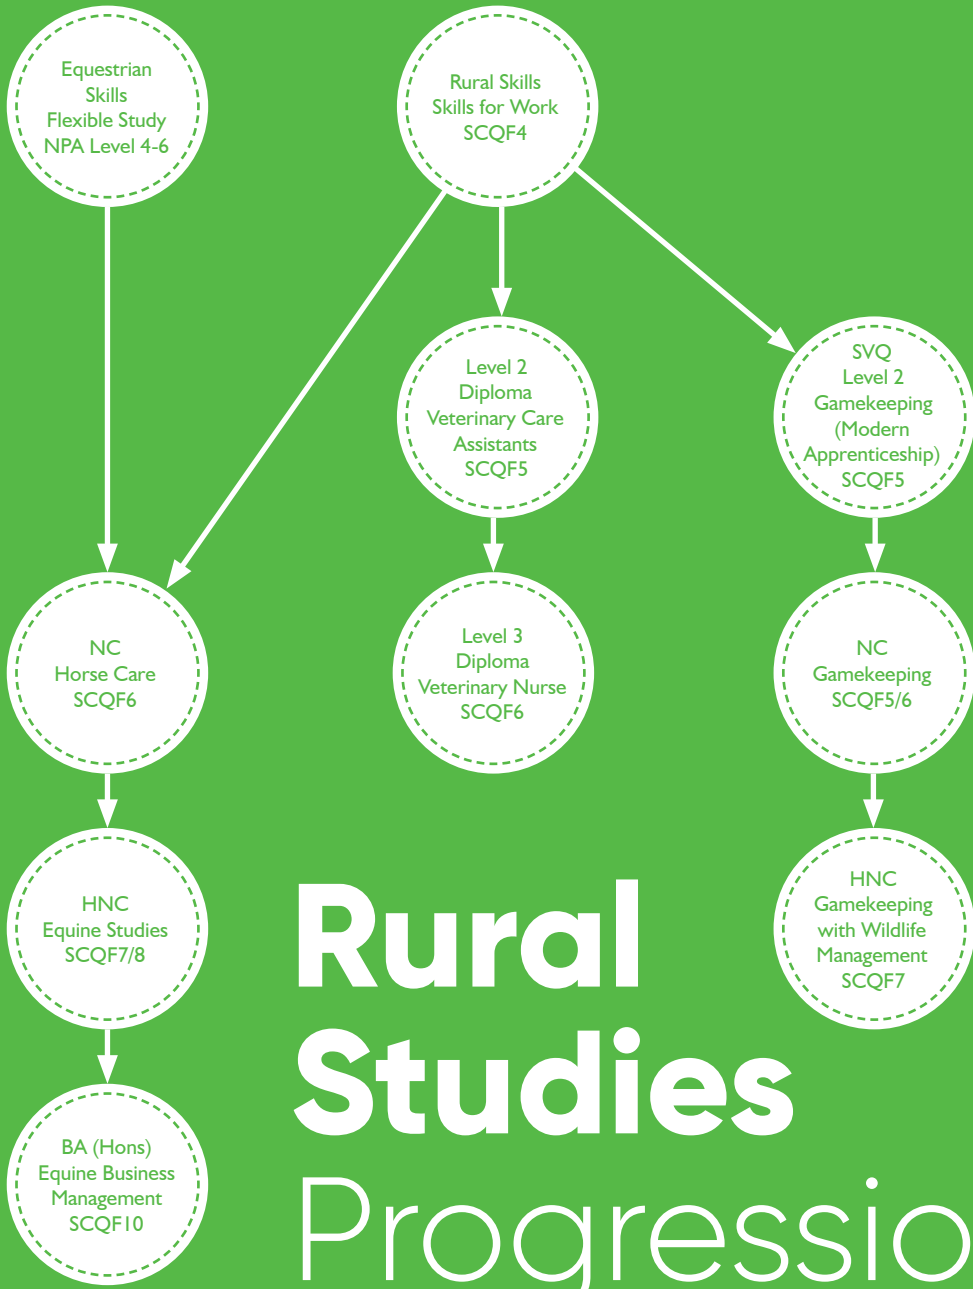 Equestrian
Skills
Flexible Study
NPA Level 4-6
Rural Skills
Skills for Work
SCQF4
Level 2
Diploma
Veterinary Care
Assistants
SCQF5
SVQ
Level 2
Gamekeeping
(Modern
Apprenticeship)
SCQF5
NC
Horse Care
SCQF6
Level 3
Diploma
Veterinary Nurse
SCQF6
NC
Gamekeeping
SCQF5/6
HNC
Equine Studies
SCQF7/8
HNC
Gamekeeping
with Wildlife
Management
SCQF7
BA (Hons)
Equine Business
Management
SCQF10
Rural
Studies
Progressio